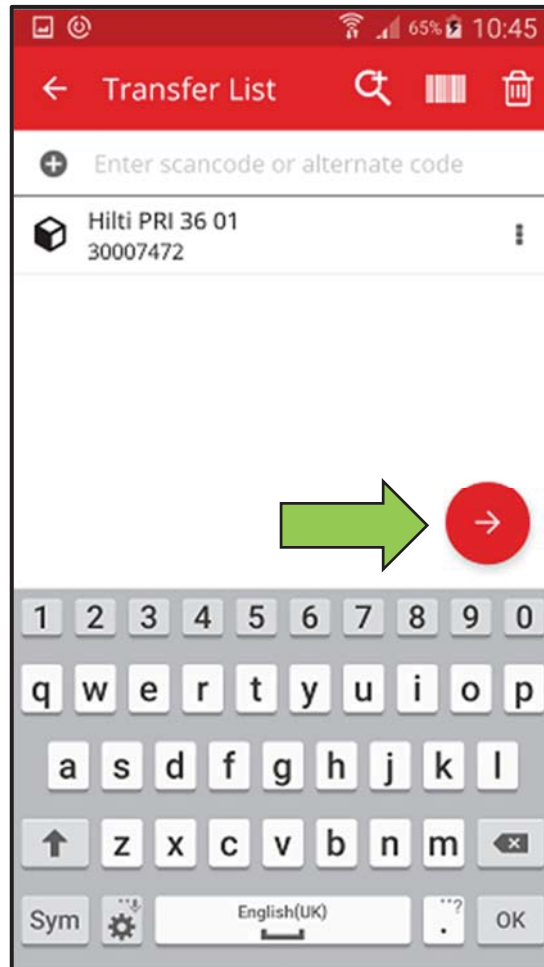 65% 10:45
Transfer List
Enter scancode or alternate code
Hilti PRI 36 01
30007472
1 2 3 4 5 6 7 8 9 0
q w e r t y u i o p
a s d f g h j k l
z x c v b n m
Sym English(UK) . ...? OK